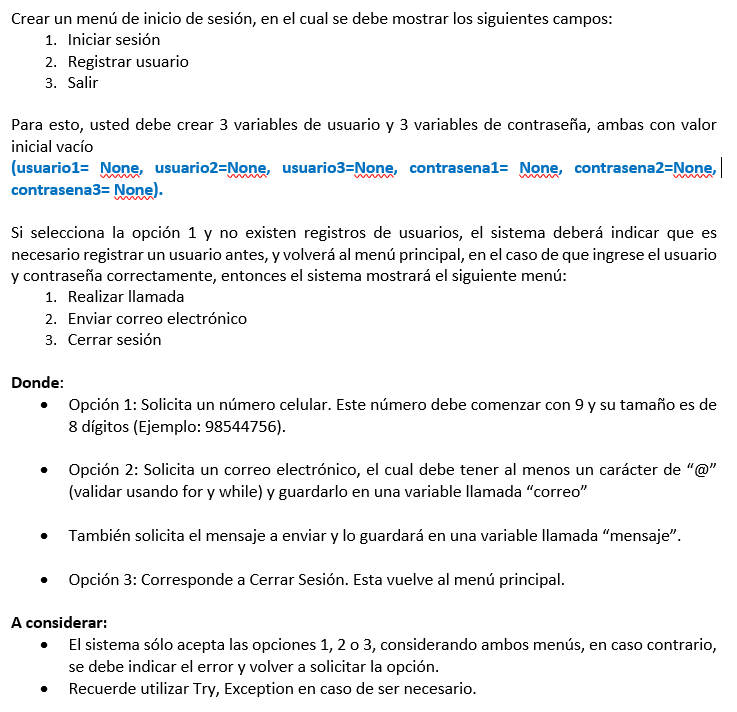 Crear un menú de inicio de sesión, en el cual se debe mostrar los siguientes campos:
1. Iniciar sesión
2. Registrar usuario
3. Salir
Para esto, usted debe crear 3 variables de usuario y 3 variables de contraseña, ambas con valor
inicial vacío
(usuario1= None, usuario2=None, usuario3=None, contrasena1= None, contrasena2=None,
contrasena3= None).
Si selecciona la opción 1 y no existen registros de usuarios, el sistema deberá indicar que es
necesario registrar un usuario antes, y volverá al menú principal, en el caso de que ingrese el usuario
y contraseña correctamente, entonces el sistema mostrará el siguiente menú:
1. Realizar llamada
2. Enviar correo electrónico
3. Cerrar sesión
Donde:
• Opción 1: Solicita un número celular. Este número debe comenzar con 9 y su tamaño es de
8 dígitos (Ejemplo: 98544756).
• Opción 2: Solicita un correo electrónico, el cual debe tener al menos un carácter de “@”
(validar usando for y while) y guardarlo en una variable llamada “correo”
• También solicita el mensaje a enviar y lo guardará en una variable llamada “mensaje”.
• Opción 3: Corresponde a Cerrar Sesión. Esta vuelve al menú principal.
A considerar:
• El sistema sólo acepta las opciones 1, 2 o 3, considerando ambos menús, en caso contrario,
se debe indicar el error y volver a solicitar la opción.
• Recuerde utilizar Try, Exception en caso de ser necesario.